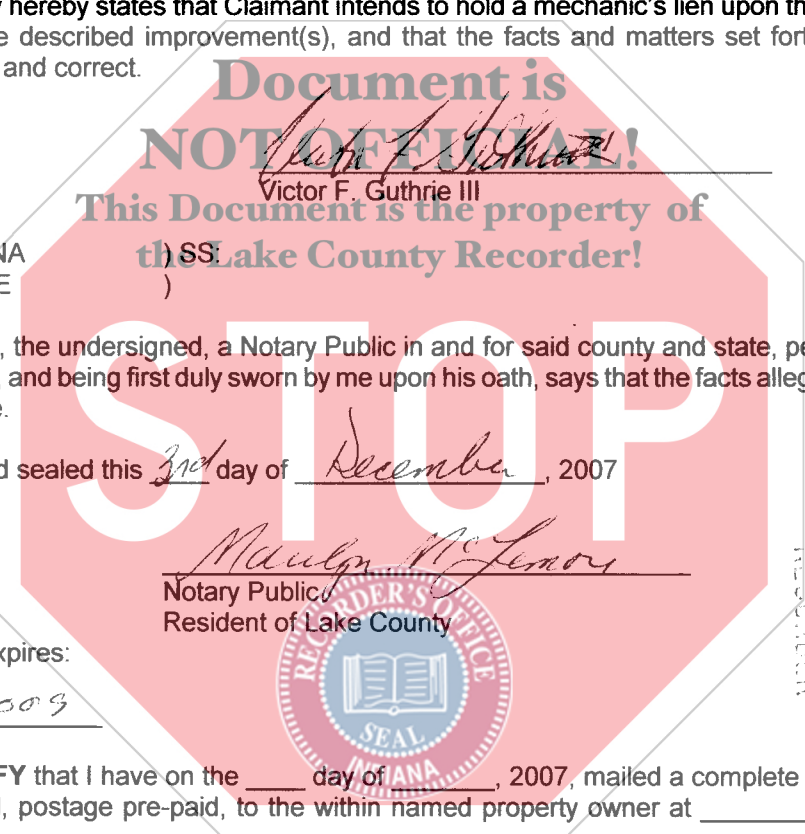 hereby states that Claimant intends to hold a mechanic's lien upon th
described improvement(s), and that the facts and matters set fort
and correct.
Document is
NOT OFFICIAL!
Victor F. Guthrie III
This Document is the property of
the Lake County Recorder!
NA ) SS:
E )
STOP
, the undersigned, a Notary Public in and for said county and state, pe
, and being first duly sworn by me upon his oath, says that the facts alleg
e.
d sealed this 3rd day of December, 2007
Marilyn McLemore
Notary Public
Resident of Lake County
RECORDER'S OFFICE
SEAL
INDIANA
xpires:
FY that I have on the ____ day of ______, 2007, mailed a complete
, postage pre-paid, to the within named property owner at ______